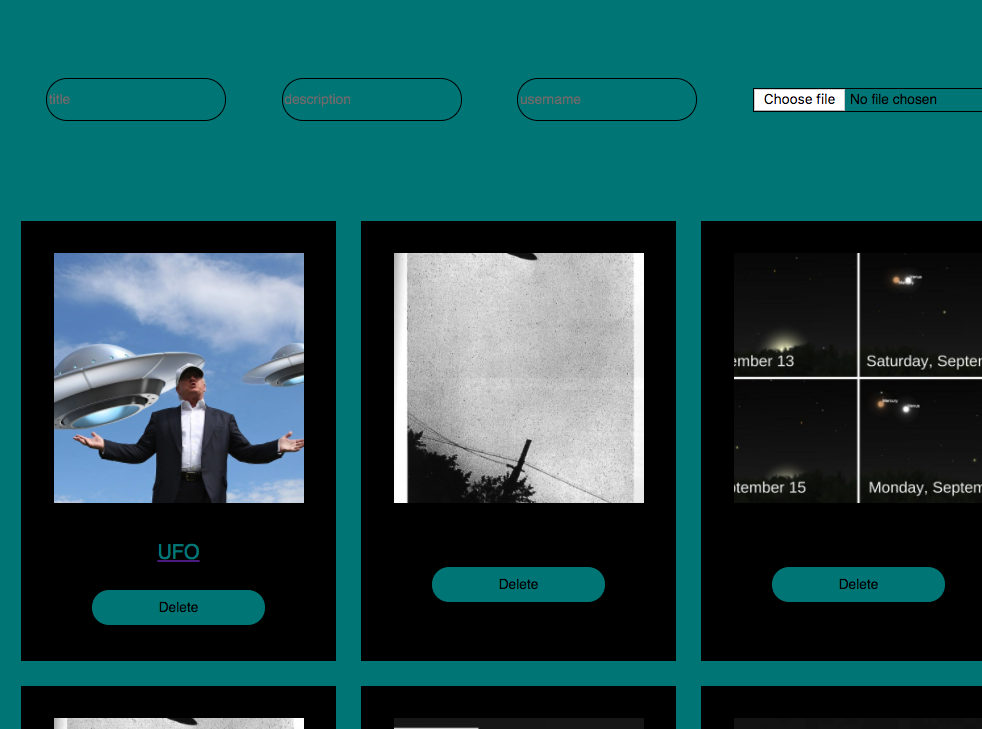 title
description
username
Choose file No file chosen
ember 13
Saturday, Septem
Mercury
tember 15
Monday, Septem
UFO
Delete
Delete
Delete